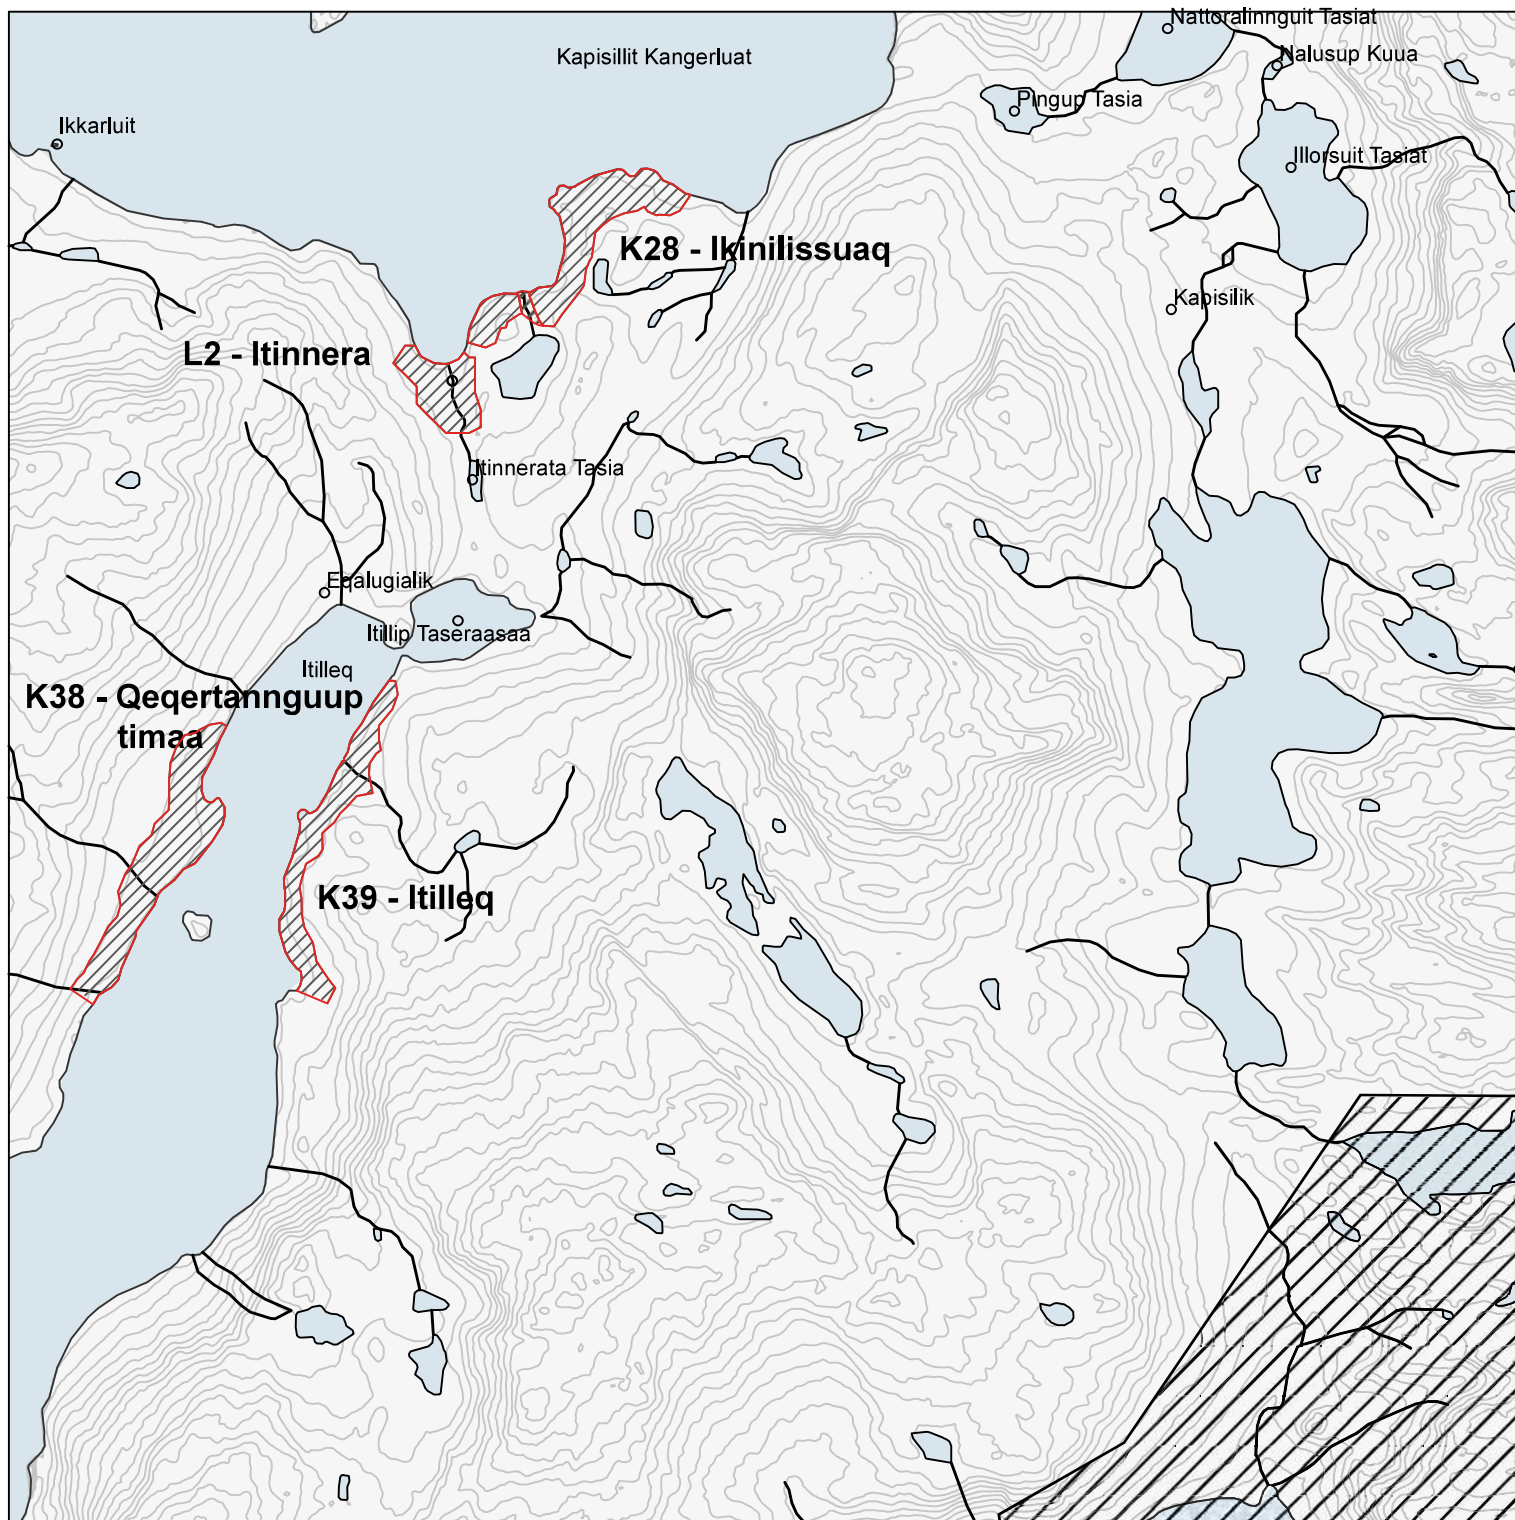 Nattoralinnguit Tasiat
Kapisillit Kangerluat
Nalusup Kuua
Pingup Tasia
Ikkarluit
Illorsuit Tasiat
K28 - Ikinilissuaq
Kapisilik
L2 - Itinnera
Itinnerata Tasia
Eqalugialik
Itillip Taseraasaa
Itilleq
K38 - Qeqertannguup
timaa
K39 - Itilleq